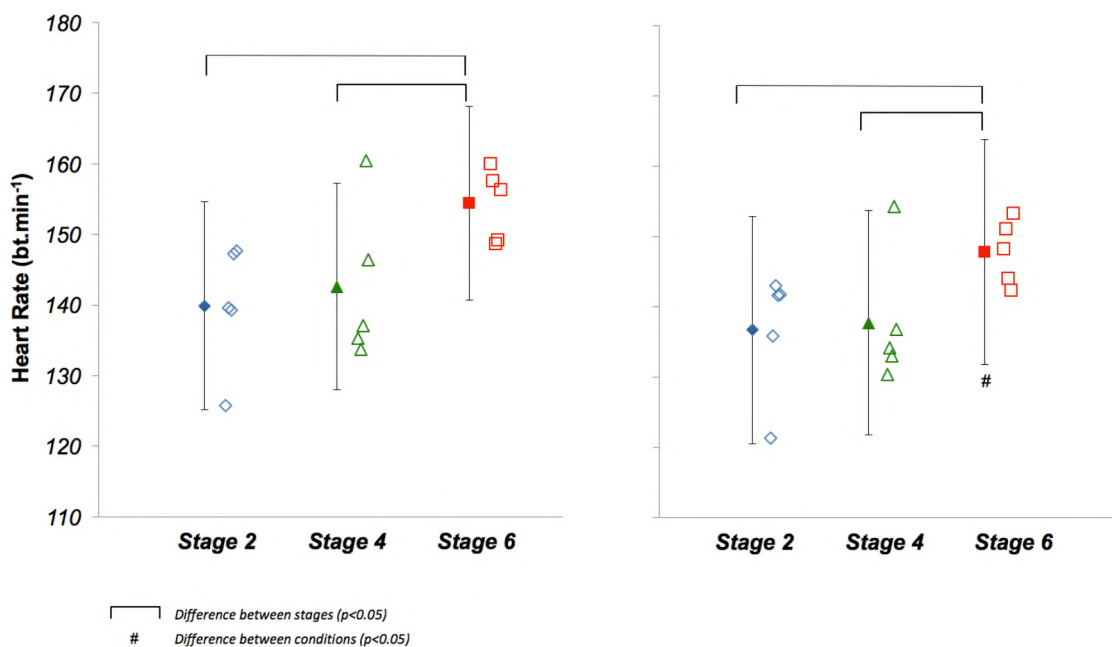 180
170
160
150
140
130
120
110
Heart Rate (bt.min⁻¹)
Stage 2 Stage 4 Stage 6
#
Stage 2 Stage 4 Stage 6
Difference between stages (p<0.05)
# Difference between conditions (p<0.05)